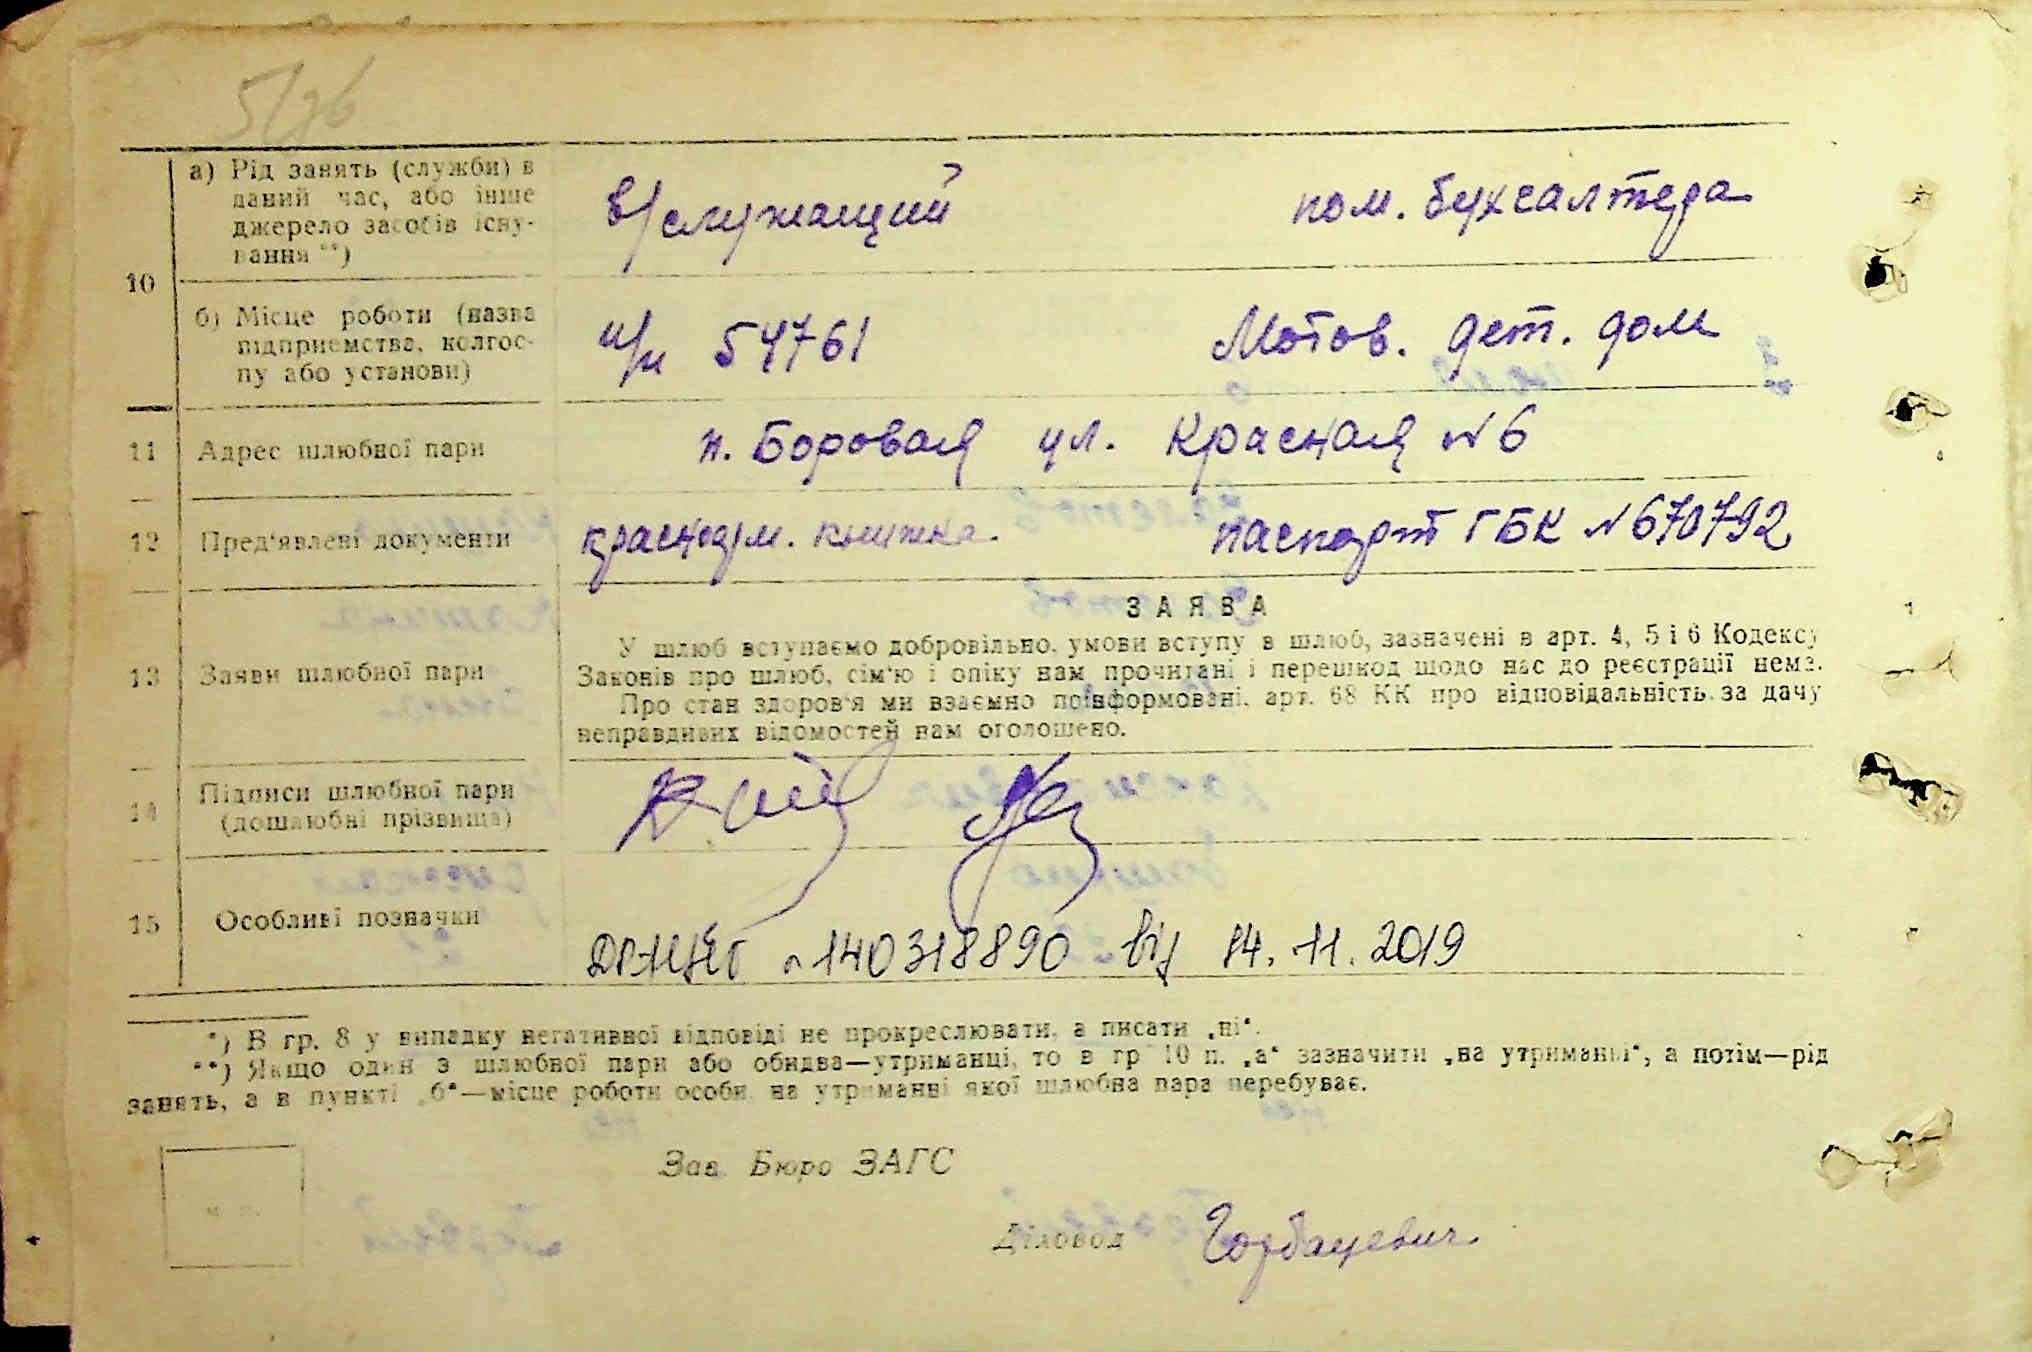 а) Рід занять (служби) в
даний час, або інше
джерело засобів існу-
вання **)
в/служащий пом. бухгалтера
10
б) Місце роботи (назва
підприємства, колгос-
пу або установи)
п/п 54761 Мотов. дет. дом
11 Адрес шлюбної пари п. Боровая ул. Красная №6
12 Пред'явлені документи красноарм. книжка. паспорт ГБК №670792
ЗАЯВА
13 Заяви шлюбної пари
У шлюб вступаємо добровільно, умови вступу в шлюб, зазначені в арт. 4, 5 і 6 Кодексу
Законів про шлюб, сім'ю і опіку нам прочитані і перешкод щодо нас до реєстрації нема.
Про стан здоров'я ми взаємно поінформовані, арт. 68 КК про відповідальність за дачу
неправдивих відомостей нам оголошено.
14 Підписи шлюбної пари
(дошлюбні прізвища)
15 Особливі позначки
140318890 від 14.11.2019
*) В гр. 8 у випадку негативної відповіді не прокреслювати, а писати „ні“.
**) Якщо один з шлюбної пари або обидва—утриманці, то в гр 10 п. „а“ зазначити „на утриманні“, а потім—рід
занять, а в пункті „б“—місце роботи особи, на утриманні якої шлюбна пара перебуває.
Зав. Бюро ЗАГС
м. п.
Діловод Горбацевич.